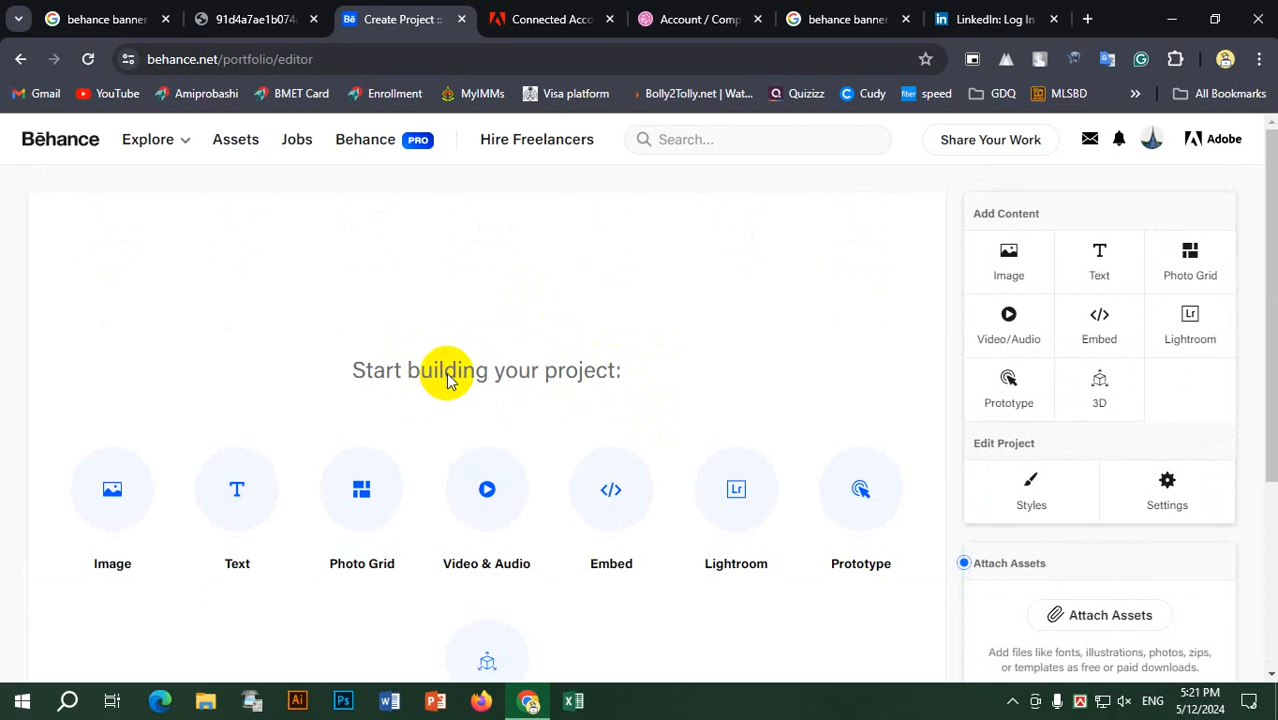 behance banner
91d4a7ae1b074
Create Project ::
Connected Acco
Account / Comp
behance banner
LinkedIn: Log In
behance.net/portfolio/editor
Gmail
YouTube
Amiprobashi
BMET Card
Enrollment
MyIMMs
Visa platform
Bolly2Tolly.net | Wat...
Quizizz
Cudy
speed
GDQ
MLSBD
All Bookmarks
Bēhance Explore Assets Jobs Behance PRO Hire Freelancers Search... Share Your Work Adobe
Start building your project:
Image Text Photo Grid Video & Audio Embed Lightroom Prototype
Add Content
Image Text Photo Grid
Video/Audio Embed Lightroom
Prototype 3D
Edit Project
Styles Settings
Attach Assets
Attach Assets
Add files like fonts, illustrations, photos, zips,
or templates as free or paid downloads.
ENG
5:21 PM
5/12/2024